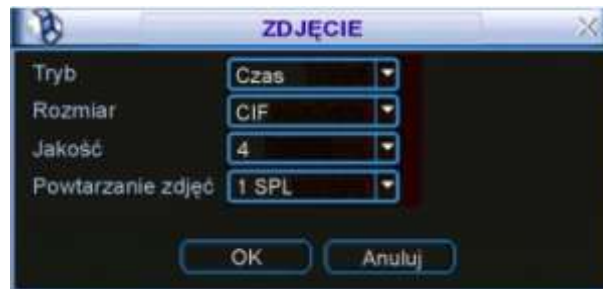 ZDJĘCIE
Tryb Czas
Rozmiar CIF
Jakość 4
Powtarzanie zdjęć 1 SPL
OK Anuluj